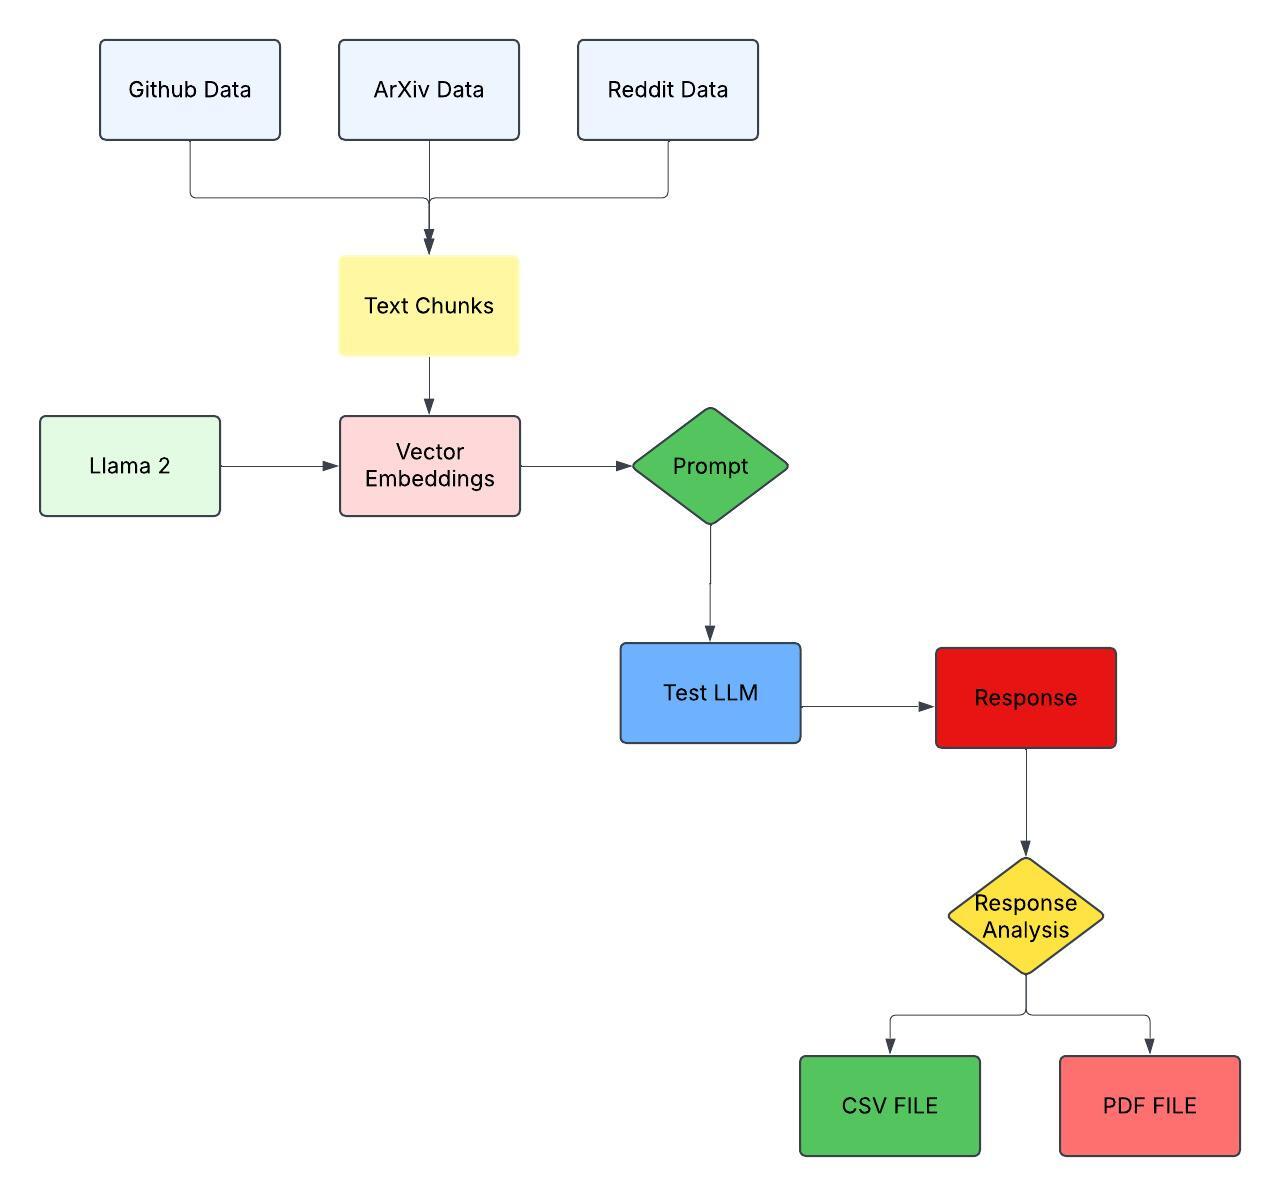 Github Data
ArXiv Data
Reddit Data
Text Chunks
Llama 2
Vector
Embeddings
Prompt
Test LLM
Response
Response
Analysis
CSV FILE
PDF FILE